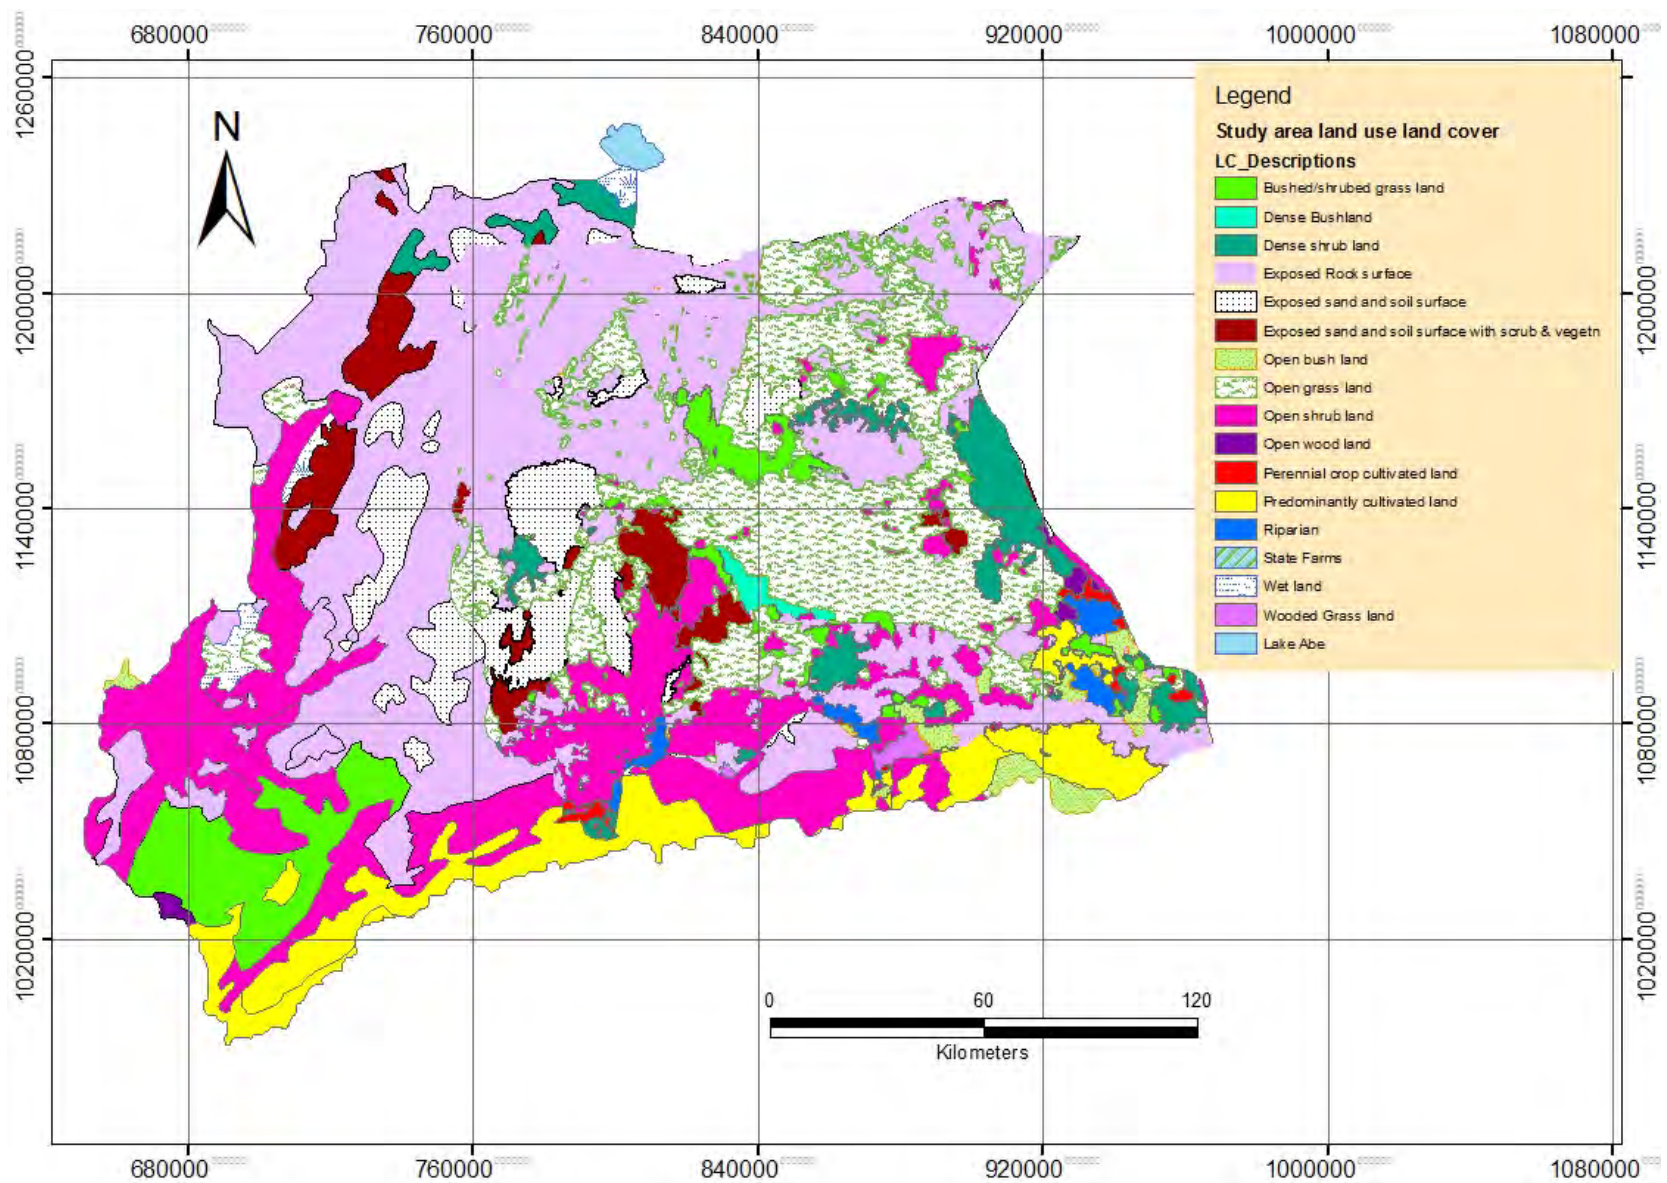 680000 760000 840000 920000 1000000 1080000
1260000
1200000
1140000
1080000
1020000
N
Legend
Study area land use land cover
LC_Descriptions
Bushed/shrubed grass land
Dense Bushland
Dense shrub land
Exposed Rock surface
Exposed sand and soil surface
Exposed sand and soil surface with scrub & vegetn
Open bush land
Open grass land
Open shrub land
Open wood land
Perennial crop cultivated land
Predominantly cultivated land
Riparian
State Farms
Wet land
Wooded Grass land
Lake Abe
1200000
1140000
1080000
1020000
0 60 120
Kilometers
680000 760000 840000 920000 1000000 1080000